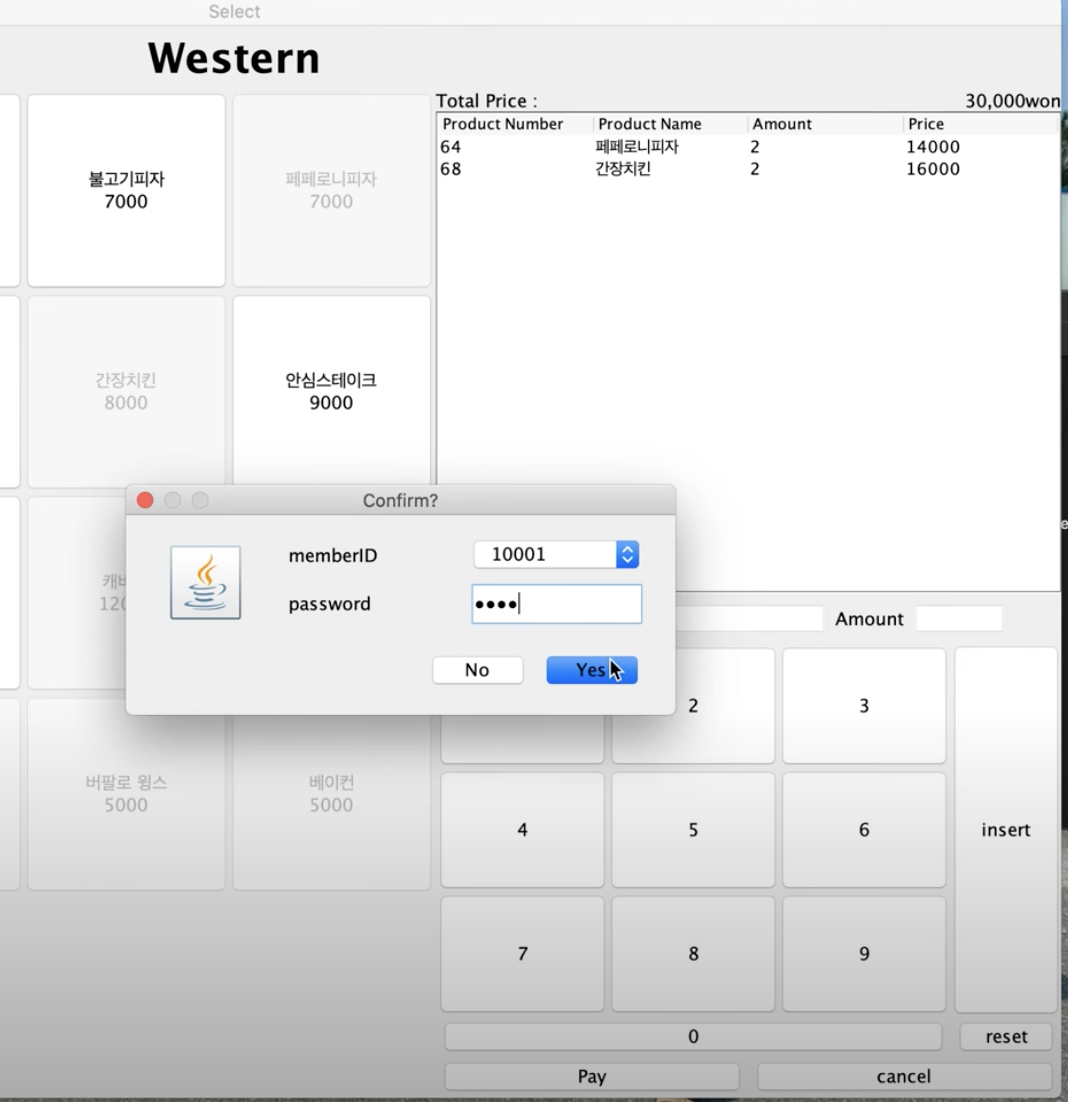 Select
Western
불고기피자
7000
페페로니피자
7000
간장치킨
8000
안심스테이크
9000
버팔로 윙스
5000
베이컨
5000
Total Price : 30,000won
Product Number Product Name Amount Price
64 페페로니피자 2 14000
68 간장치킨 2 16000
Confirm?
memberID 10001
password ••••
No Yes
Amount
2 3
4 5 6
insert
7 8 9
0 reset
Pay cancel